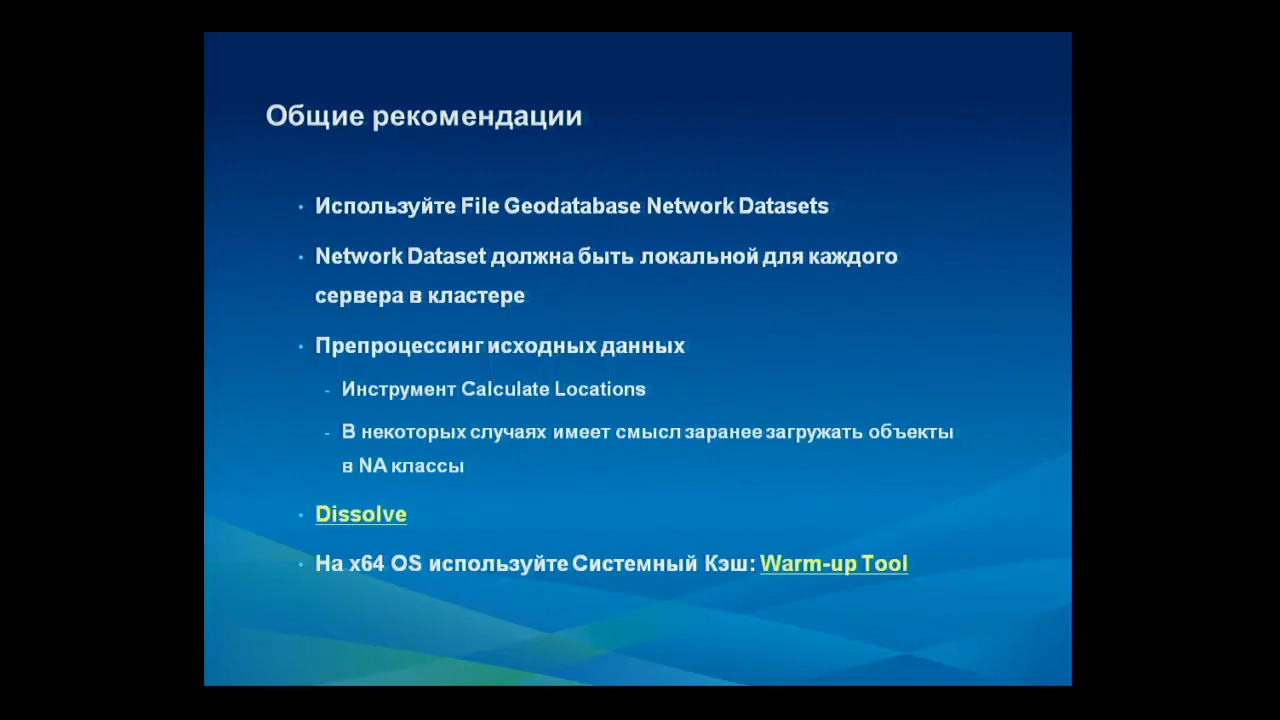 Общие рекомендации
• Используйте File Geodatabase Network Datasets
• Network Dataset должна быть локальной для каждого
сервера в кластере
• Препроцессинг исходных данных
- Инструмент Calculate Locations
- В некоторых случаях имеет смысл заранее загружать объекты
в NA классы
• Dissolve
• На x64 OS используйте Системный Кэш: Warm-up Tool